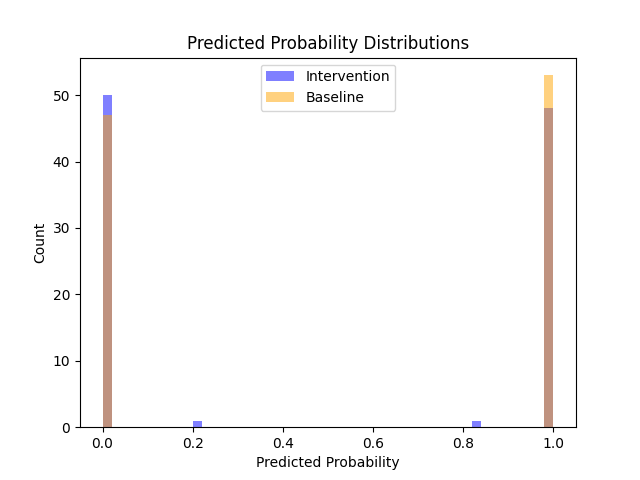 Predicted Probability Distributions
Intervention
Baseline
Count
50
40
30
20
10
0
0.0 0.2 0.4 0.6 0.8 1.0
Predicted Probability